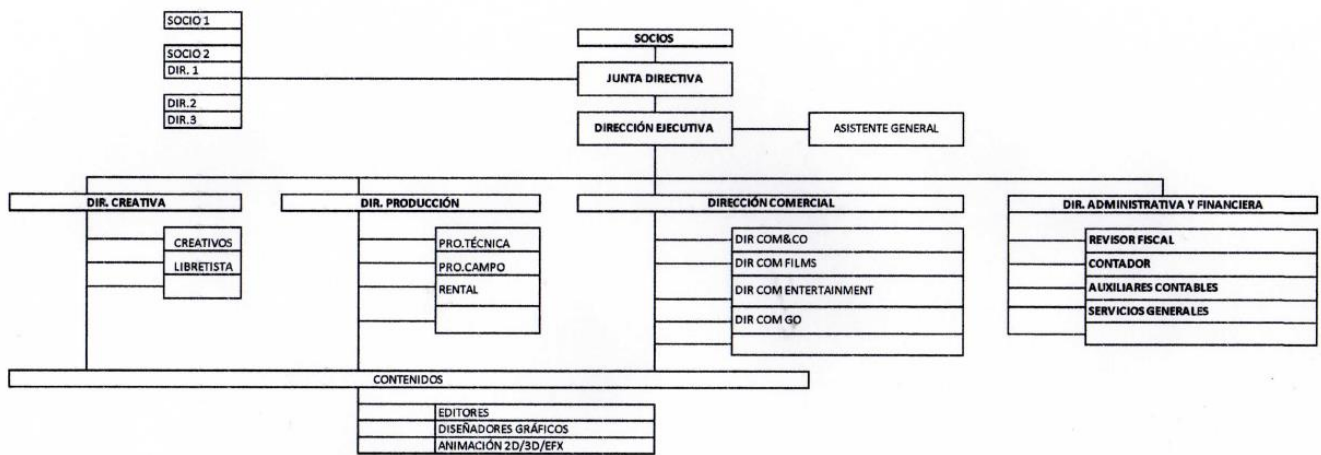 SOCIO 1
SOCIO 2
DIR. 1
DIR.2
DIR.3
SOCIOS
JUNTA DIRECTIVA
DIRECCIÓN EJECUTIVA
ASISTENTE GENERAL
DIR. CREATIVA
CREATIVOS
LIBRETISTA
DIR. PRODUCCIÓN
PRO.TÉCNICA
PRO.CAMPO
RENTAL
DIRECCIÓN COMERCIAL
DIR COM&CO
DIR COM FILMS
DIR COM ENTERTAINMENT
DIR COM GO
DIR. ADMINISTRATIVA Y FINANCIERA
REVISOR FISCAL
CONTADOR
AUXILIARES CONTABLES
SERVICIOS GENERALES
CONTENIDOS
EDITORES
DISEÑADORES GRÁFICOS
ANIMACIÓN 2D/3D/EFX